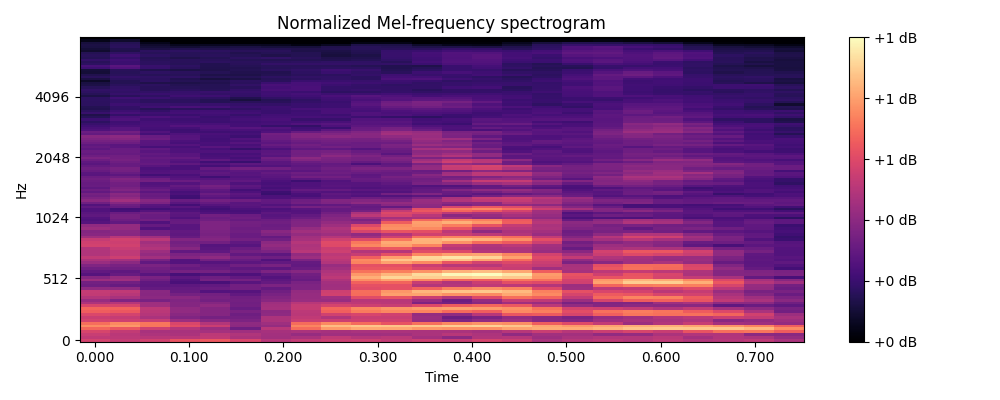 Normalized Mel-frequency spectrogram
Hz
4096
2048
1024
512
0
0.000 0.100 0.200 0.300 0.400 0.500 0.600 0.700
Time
+1 dB
+1 dB
+1 dB
+0 dB
+0 dB
+0 dB